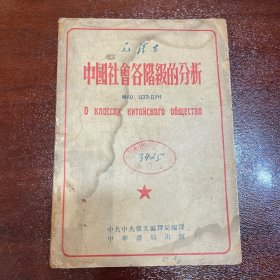 毛澤東
中國社會各階級的分析
МАО ЦЗЭ-ДУН
О классах китайского общества
3425
中共中央俄文編譯局編譯
中華書局出版